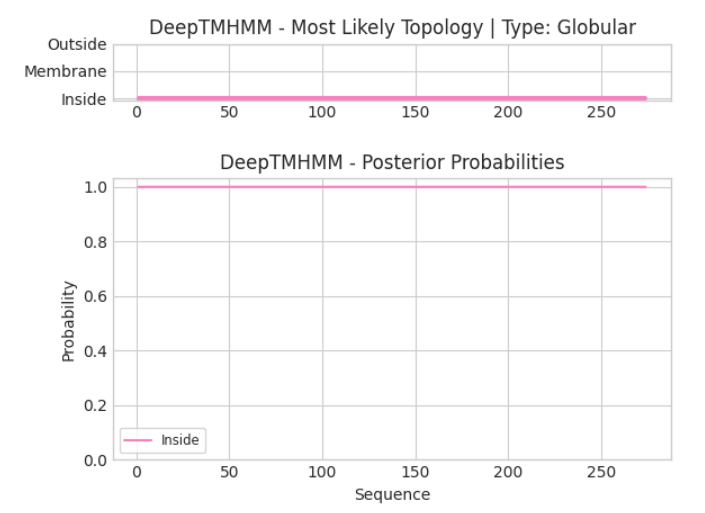 DeepTMHMM - Most Likely Topology | Type: Globular
Outside
Membrane
Inside
0 50 100 150 200 250
DeepTMHMM - Posterior Probabilities
1.0
0.8
0.6
0.4
0.2
0.0
Probability
Inside
0 50 100 150 200 250
Sequence